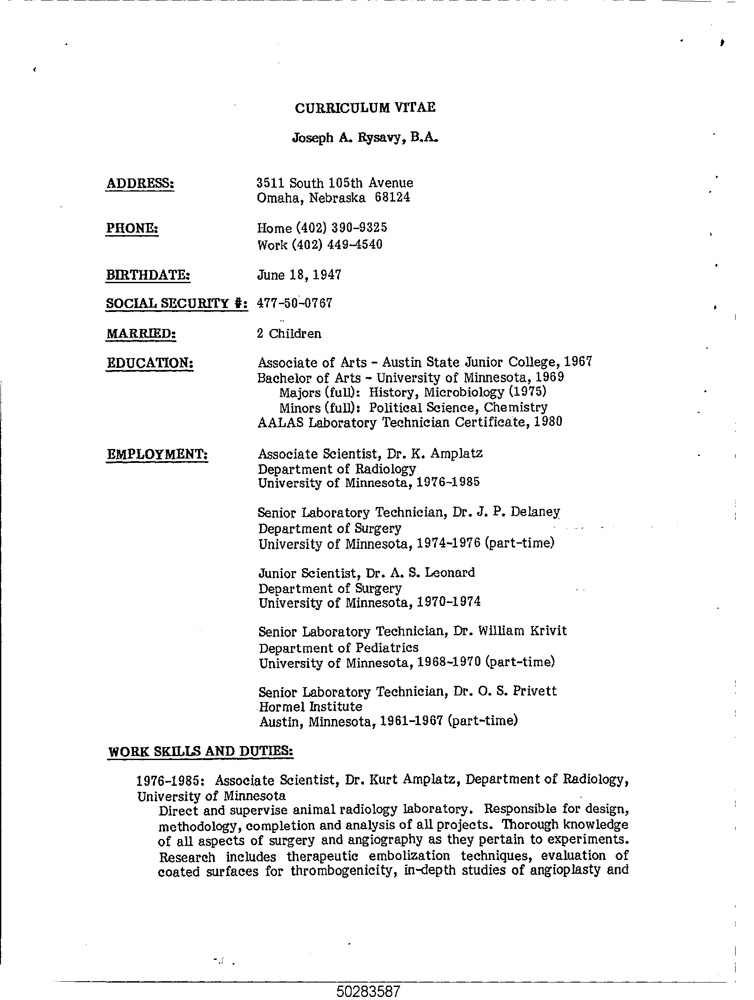 CURRICULUM VITAE
Joseph A. Rysavy, B.A.
ADDRESS: 3511 South 105th Avenue
Omaha, Nebraska 68124
PHONE: Home (402) 390-9325
Work (402) 449-4540
BIRTHDATE: June 18, 1947
SOCIAL SECURITY #: 477-50-0767
MARRIED: 2 Children
EDUCATION: Associate of Arts - Austin State Junior College, 1967
Bachelor of Arts - University of Minnesota, 1969
Majors (full): History, Microbiology (1975)
Minors (full): Political Science, Chemistry
AALAS Laboratory Technician Certificate, 1980
EMPLOYMENT: Associate Scientist, Dr. K. Amplatz
Department of Radiology
University of Minnesota, 1976-1985
Senior Laboratory Technician, Dr. J. P. Delaney
Department of Surgery
University of Minnesota, 1974-1976 (part-time)
Junior Scientist, Dr. A. S. Leonard
Department of Surgery
University of Minnesota, 1970-1974
Senior Laboratory Technician, Dr. William Krivit
Department of Pediatrics
University of Minnesota, 1968-1970 (part-time)
Senior Laboratory Technician, Dr. O. S. Privett
Hormel Institute
Austin, Minnesota, 1961-1967 (part-time)
WORK SKILLS AND DUTIES:
1976-1985: Associate Scientist, Dr. Kurt Amplatz, Department of Radiology,
University of Minnesota
Direct and supervise animal radiology laboratory. Responsible for design,
methodology, completion and analysis of all projects. Thorough knowledge
of all aspects of surgery and angiography as they pertain to experiments.
Research includes therapeutic embolization techniques, evaluation of
coated surfaces for thrombogenicity, in-depth studies of angioplasty and
50283587